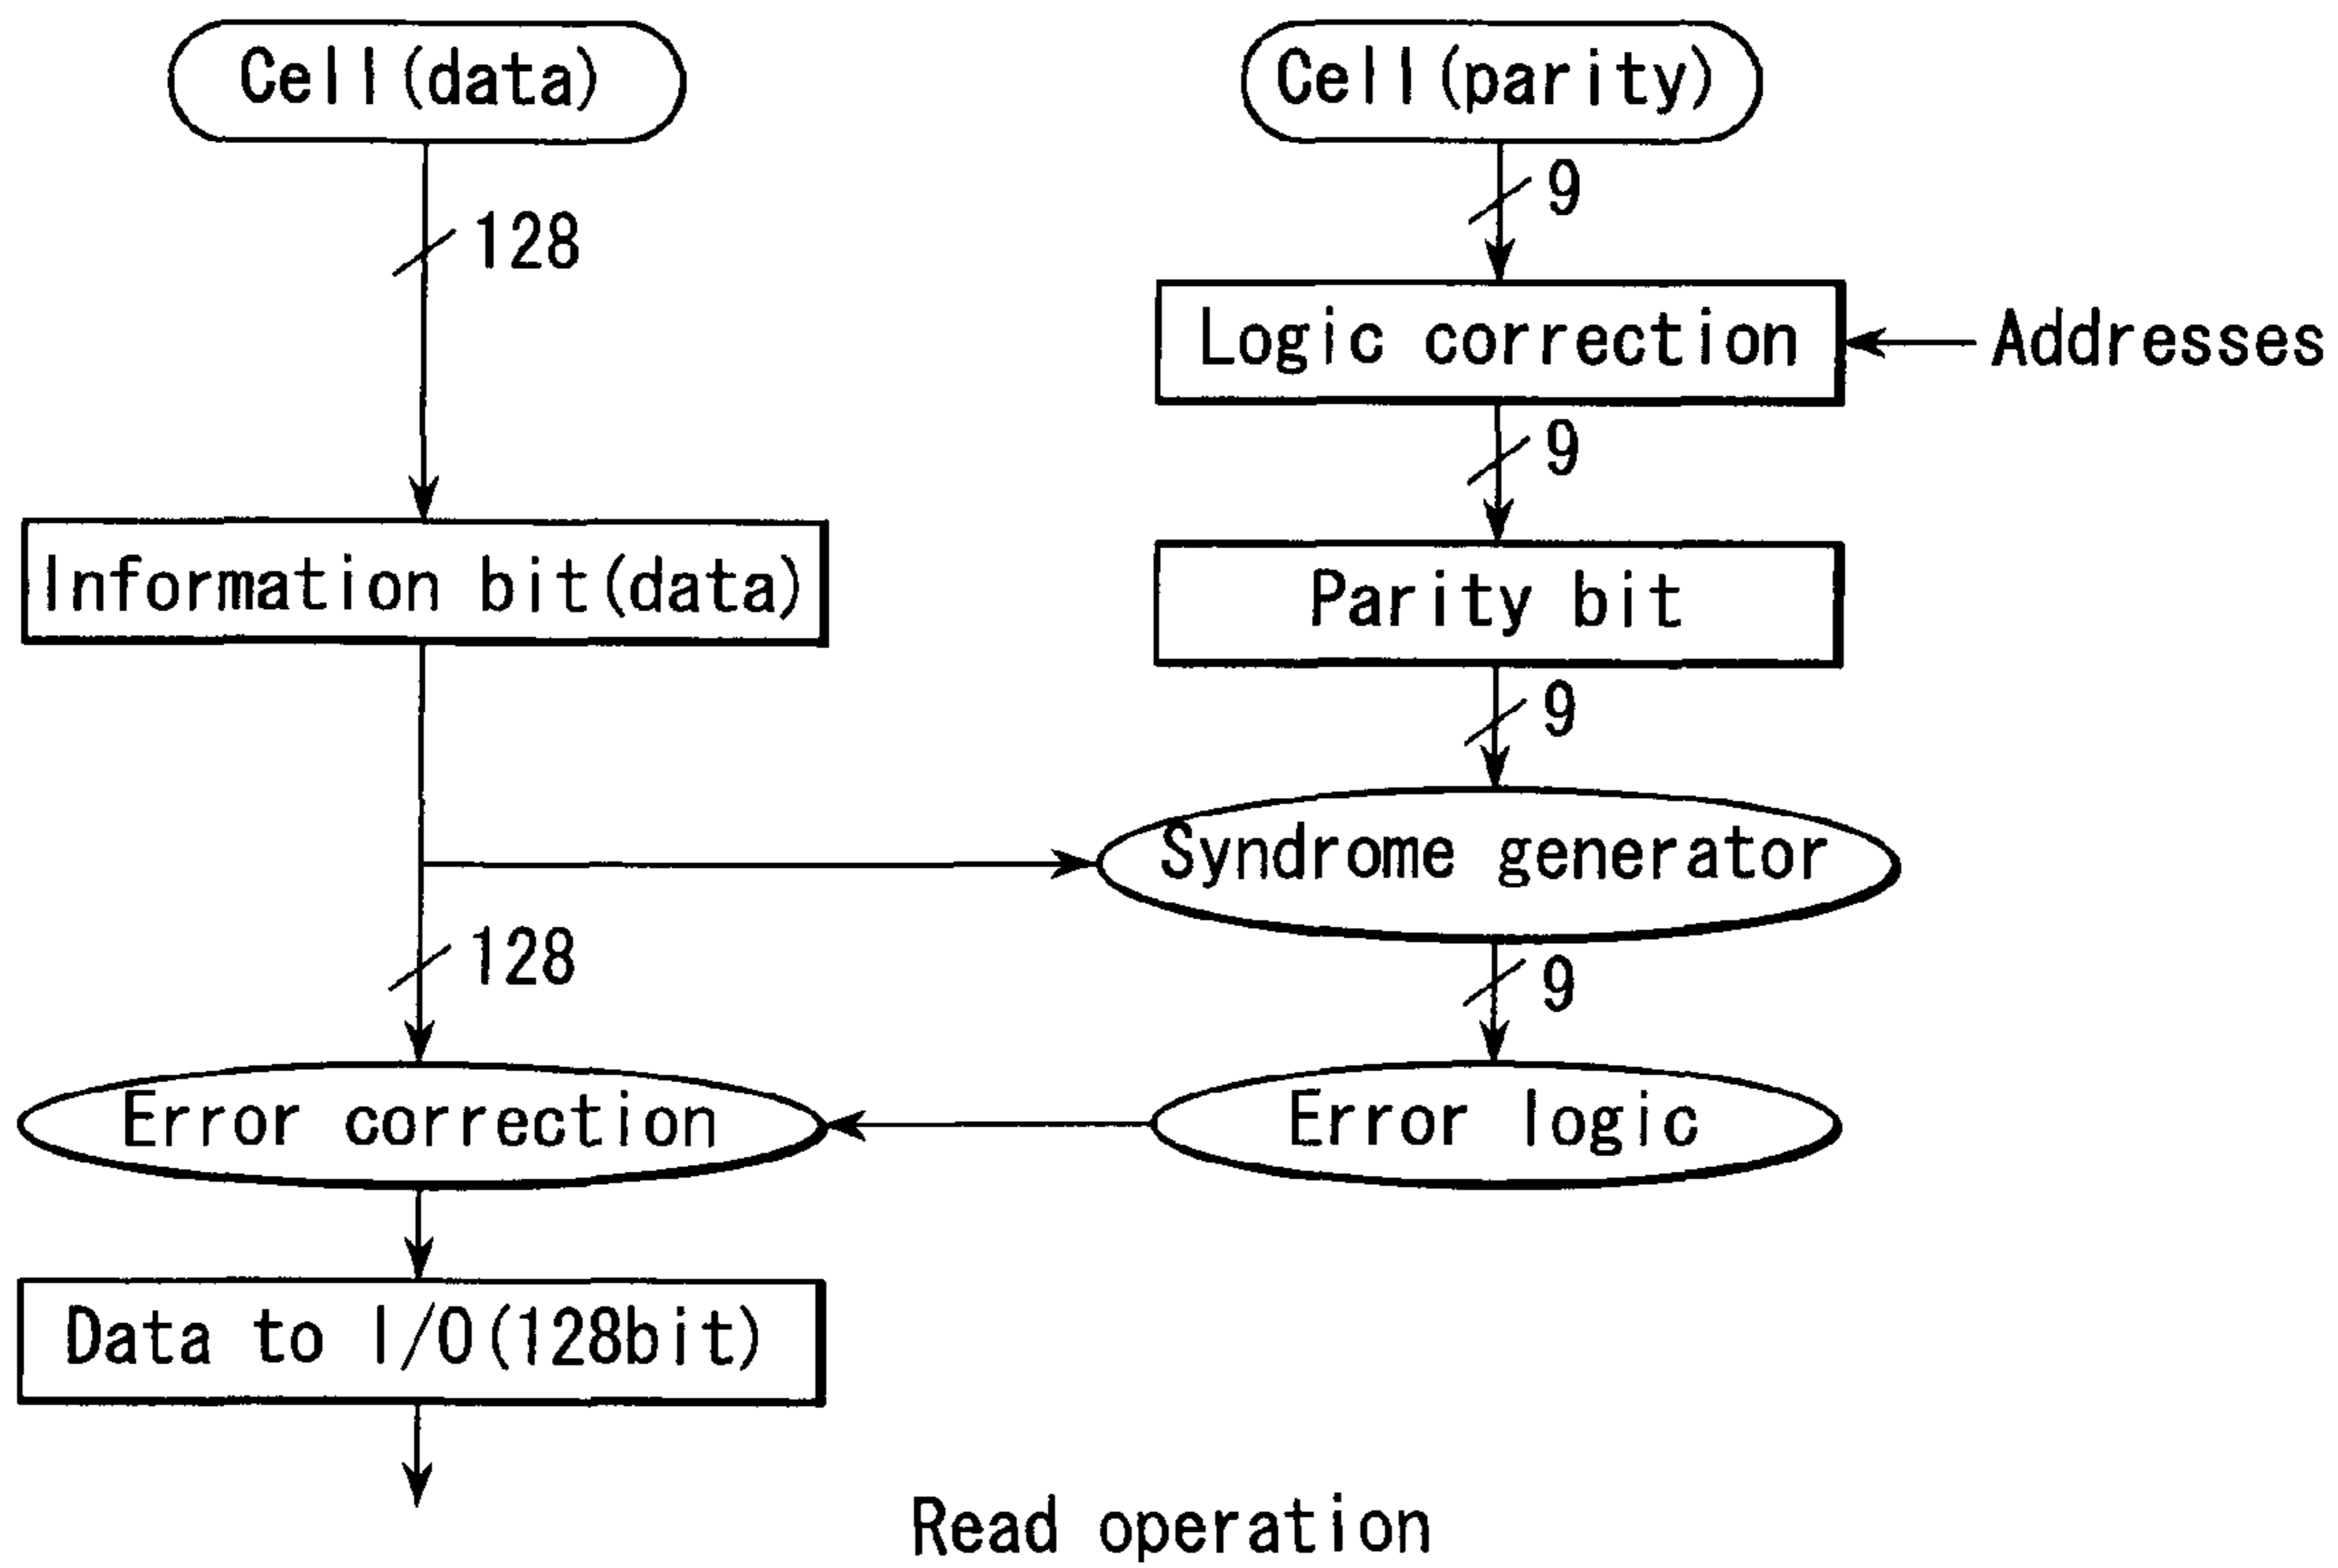 Cell(data)
Cell(parity)
128
9
Logic correction
Addresses
9
Information bit(data)
Parity bit
9
Syndrome generator
128
9
Error correction
Error logic
Data to I/O(128bit)
Read operation